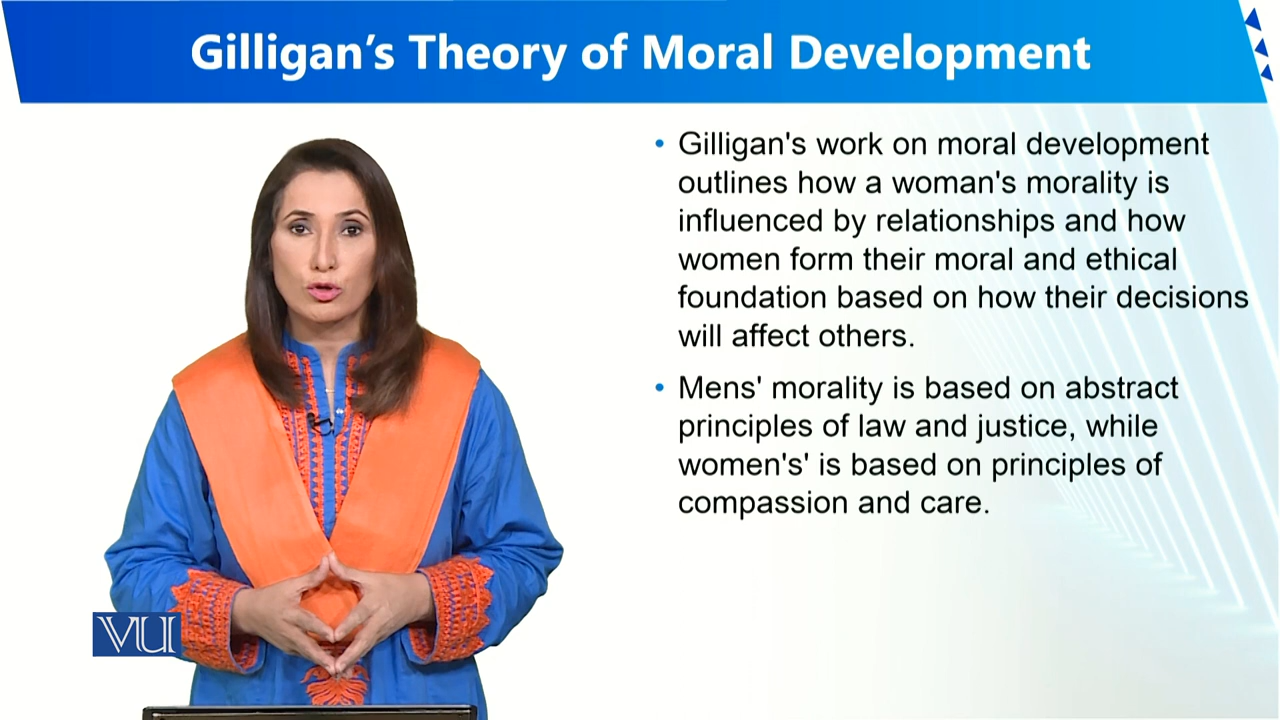 Gilligan's Theory of Moral Development
• Gilligan's work on moral development
outlines how a woman's morality is
influenced by relationships and how
women form their moral and ethical
foundation based on how their decisions
will affect others.
• Mens' morality is based on abstract
principles of law and justice, while
women's' is based on principles of
compassion and care.
VU